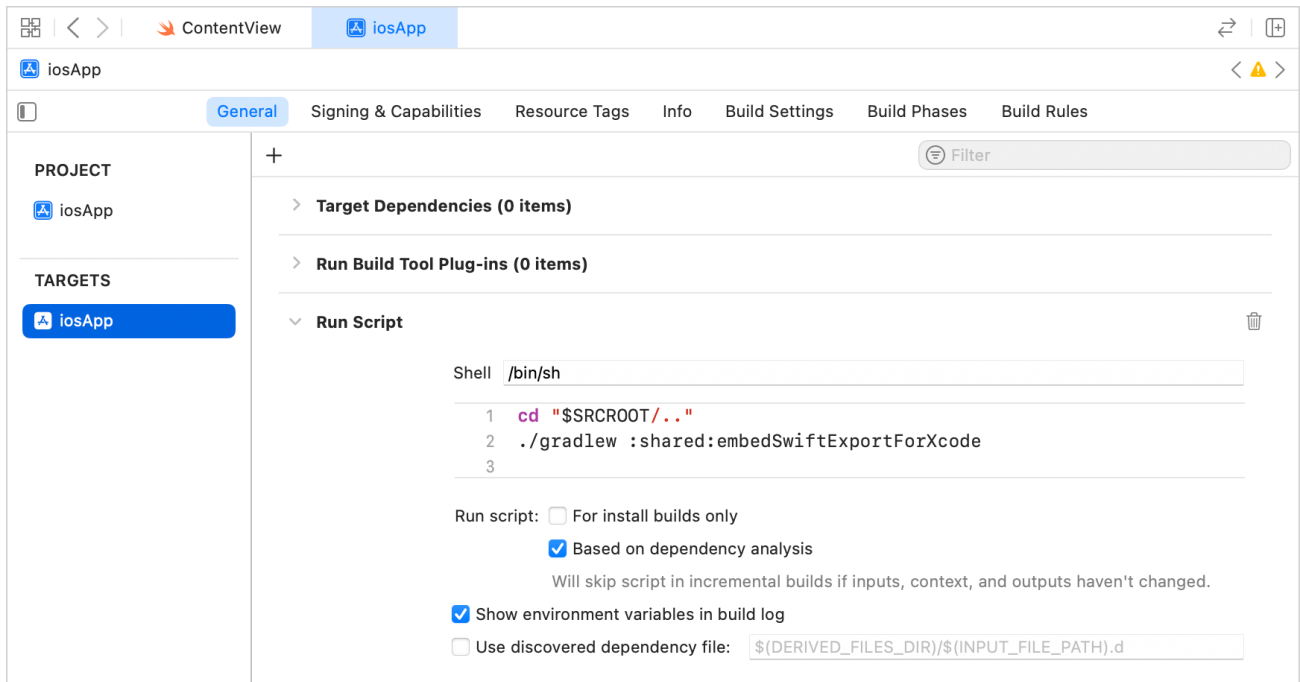 ContentView iosApp
iosApp
General Signing & Capabilities Resource Tags Info Build Settings Build Phases Build Rules
Filter
PROJECT
iosApp
TARGETS
iosApp
Target Dependencies (0 items)
Run Build Tool Plug-ins (0 items)
Run Script
Shell /bin/sh
1 cd "$SRCROOT/.."
2 ./gradlew :shared:embedSwiftExportForXcode
3
Run script: For install builds only
Based on dependency analysis
Will skip script in incremental builds if inputs, context, and outputs haven't changed.
Show environment variables in build log
Use discovered dependency file: $(DERIVED_FILES_DIR)/$(INPUT_FILE_PATH).d